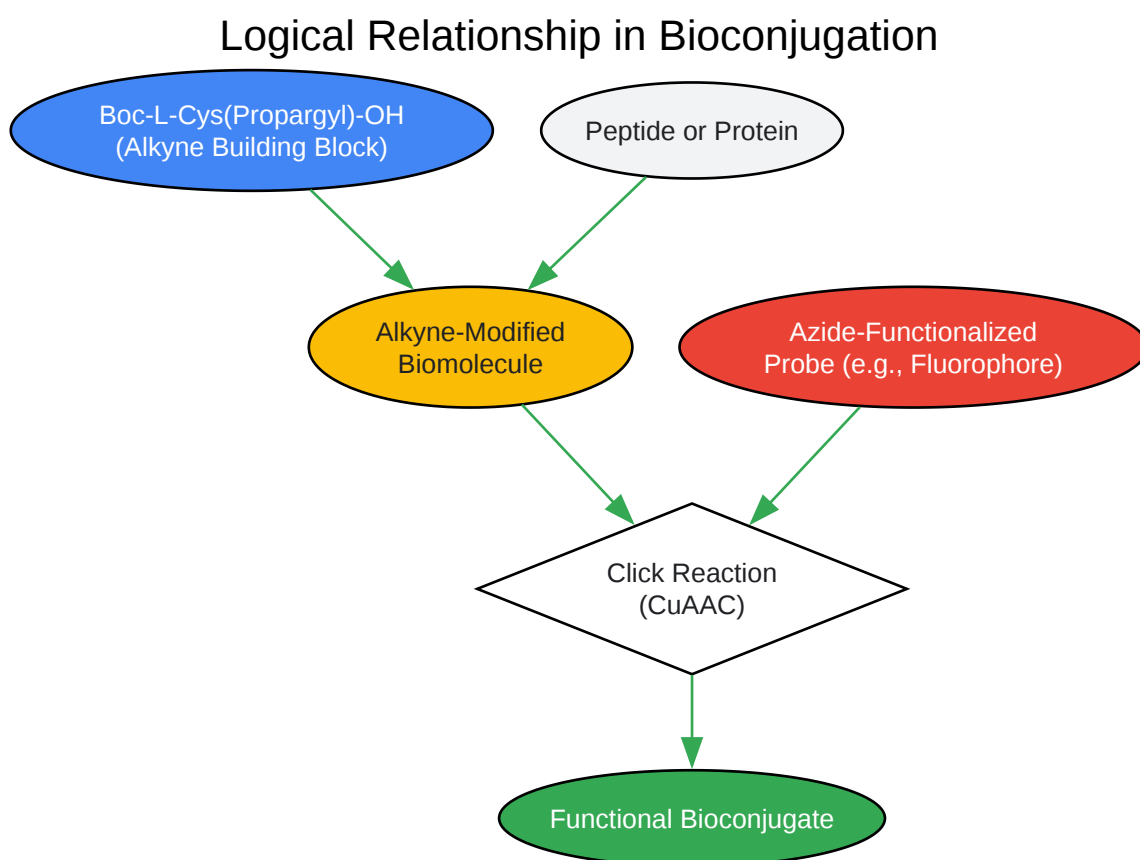 Logical Relationship in Bioconjugation
Boc-L-Cys(Propargyl)-OH
(Alkyne Building Block)
Peptide or Protein
Alkyne-Modified
Biomolecule
Azide-Functionalized
Probe (e.g., Fluorophore)
Click Reaction
(CuAAC)
Functional Bioconjugate